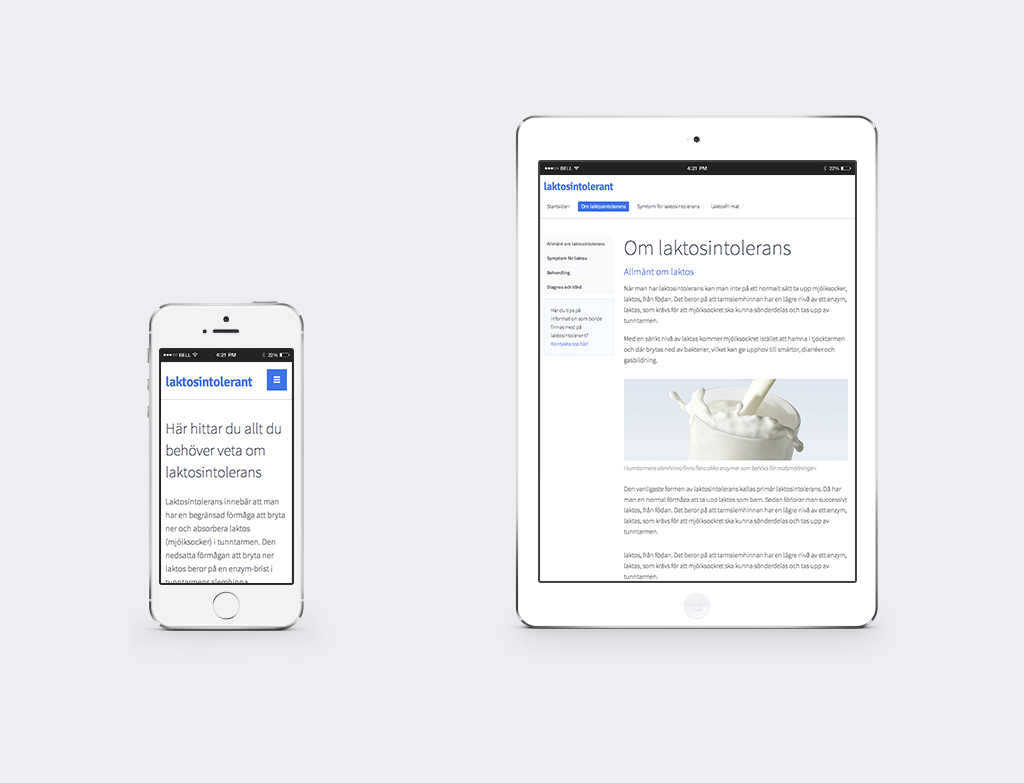 BELL
4:21 PM
22%
laktosintolerant
Här hittar du allt du
behöver veta om
laktosintolerans
Laktosintolerans innebär att man
har en begränsad förmåga att bryta
ner och absorbera laktos
(mjölksocker) i tunntarmen. Den
nedsatta förmågan att bryta ner
laktos beror på en enzym-brist i
tunntarmens slemhinna
BELL
4:21 PM
22%
laktosintolerant
Startsidan
Om laktosintolerans
Symtom för laktosintolerans
Laktosfri mat
Allmänt om laktosintolerans
Symptom för laktos
Behandling
Diagnos och Vård
Har du tips på
information som borde
finnas med på
laktosintolerant?
Kontakta oss här!
Om laktosintolerans
Allmänt om laktos
När man har laktosintolerans kan man inte på ett normalt sätt ta upp mjölksocker,
laktos, från födan. Det beror på att tarmslemhinnan har en lägre nivå av ett enzym,
laktas, som krävs för att mjölksockret ska kunna sönderdelas och tas upp av
tunntarmen.
Med en sänkt nivå av laktas kommer mjölksockret istället att hamna i tjocktarmen
och där brytas ned av bakterier, vilket kan ge upphov till smärtor, diarréer och
gasbildning.
I tunntarmens slemhinna finns flera olika enzymer som behövs för matsmältningen.
Den vanligaste formen av laktosintolerans kallas primär laktosintolerans. Då har
man en normal förmåga att ta upp laktos som barn. Sedan förlorar man successivt
laktos, från födan. Det beror på att tarmslemhinnan har en lägre nivå av ett enzym,
laktas, som krävs för att mjölksockret ska kunna sönderdelas och tas upp av
tunntarmen.
laktos, från födan. Det beror på att tarmslemhinnan har en lägre nivå av ett enzym,
laktas, som krävs för att mjölksockret ska kunna sönderdelas och tas upp av
tunntarmen.